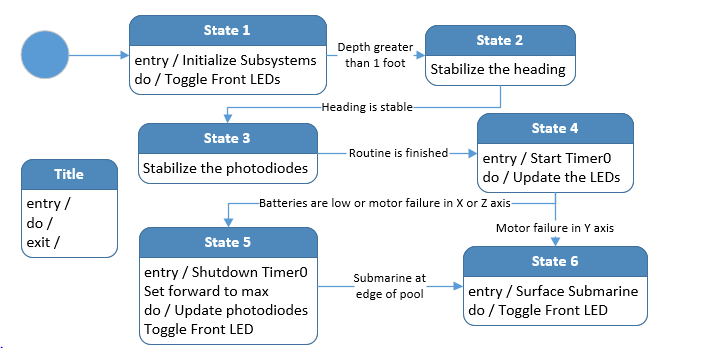 State 1
entry / Initialize Subsystems
do / Toggle Front LEDs
Depth greater
than 1 foot
State 2
Stabilize the heading
Heading is stable
State 3
Stabilize the photodiodes
Routine is finished
State 4
entry / Start Timer0
do / Update the LEDs
Title
entry /
do /
exit /
Batteries are low or motor failure in X or Z axis
Motor failure in Y axis
State 5
entry / Shutdown Timer0
Set forward to max
do / Update photodiodes
Toggle Front LED
Submarine at
edge of pool
State 6
entry / Surface Submarine
do / Toggle Front LED